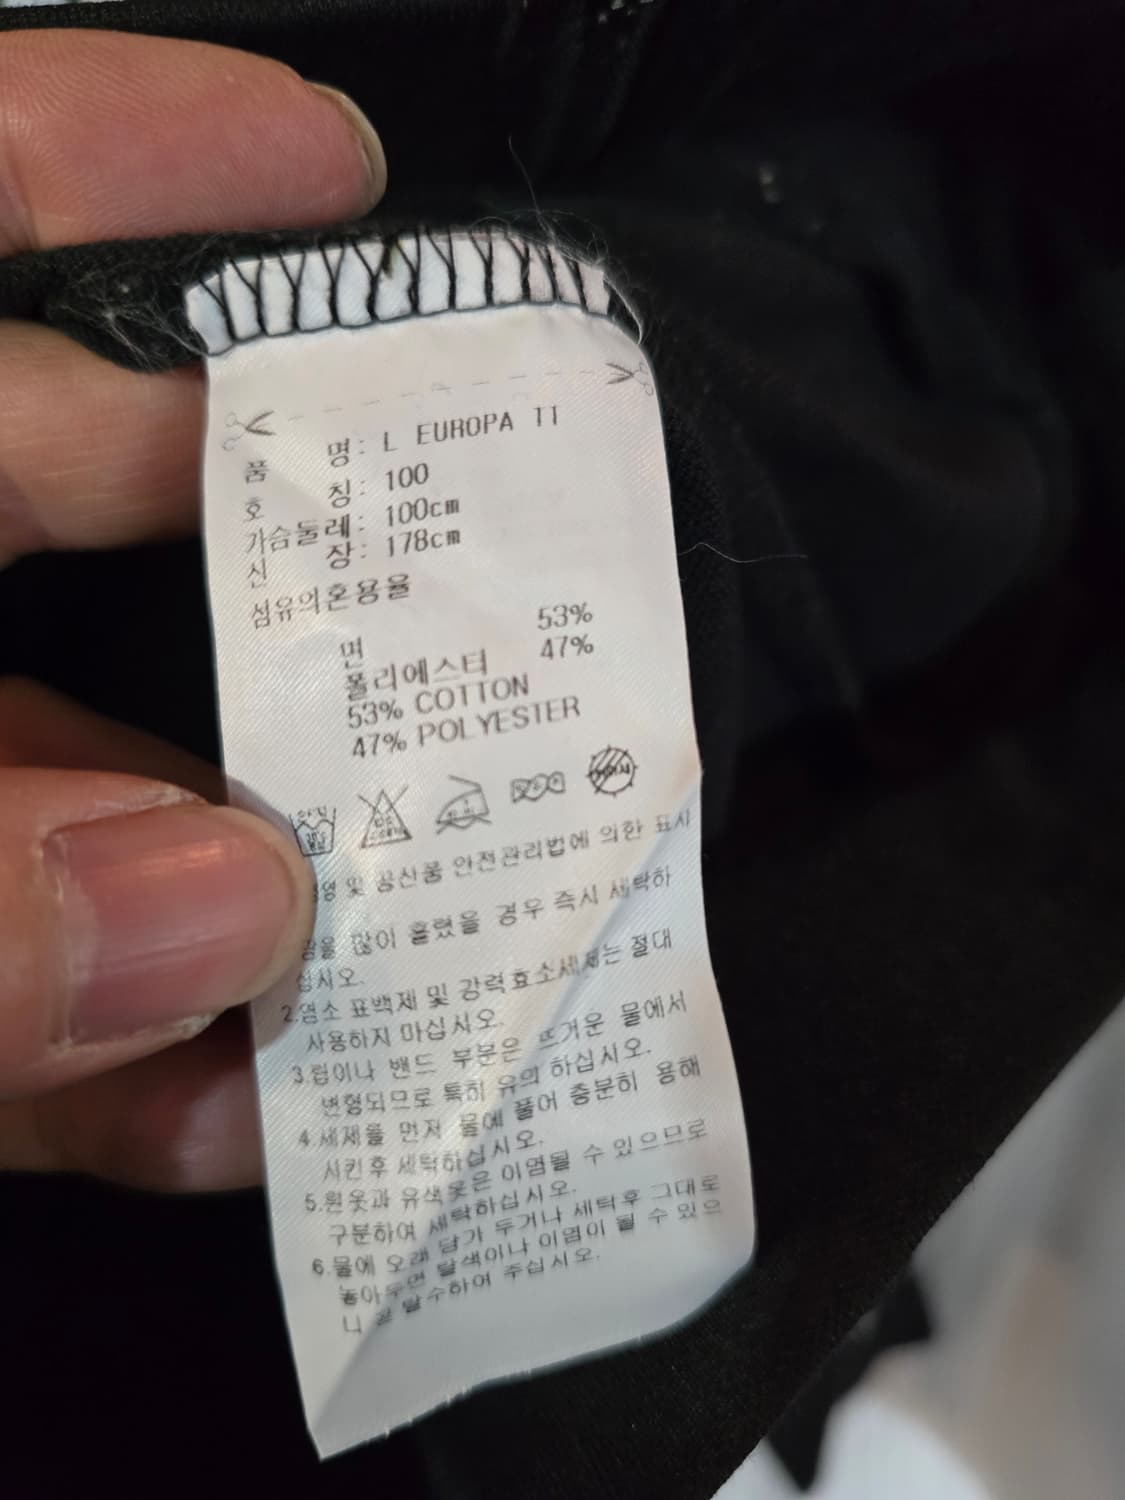 품 명: L EUROPA TI
호 칭: 100
가슴둘레: 100cm
신 장: 178cm
섬유의혼용율
면 53%
폴리에스터 47%
53% COTTON
47% POLYESTER
및 공산품 안전관리법에 의한 표시
많이 흘렸을 경우 즉시 세탁하
십시오.
2.염소 표백제 및 강력효소세제는 절대
사용하지 마십시오.
3.럼이나 밴드 부분은 뜨거운 물에서
변형되므로 특히 유의 하십시오.
4.세제을 먼저 물에 풀어 충분히 용해
시킨후 세탁하십시오.
5.흰옷과 유색옷은 이염될 수 있으므로
구분하여 세탁하십시오.
6.물에 오래 담가 두거나 세탁후 그대로
놓아두면 탈색이나 이염이 될 수 있으
니 곧 탈수하여 주십시오.